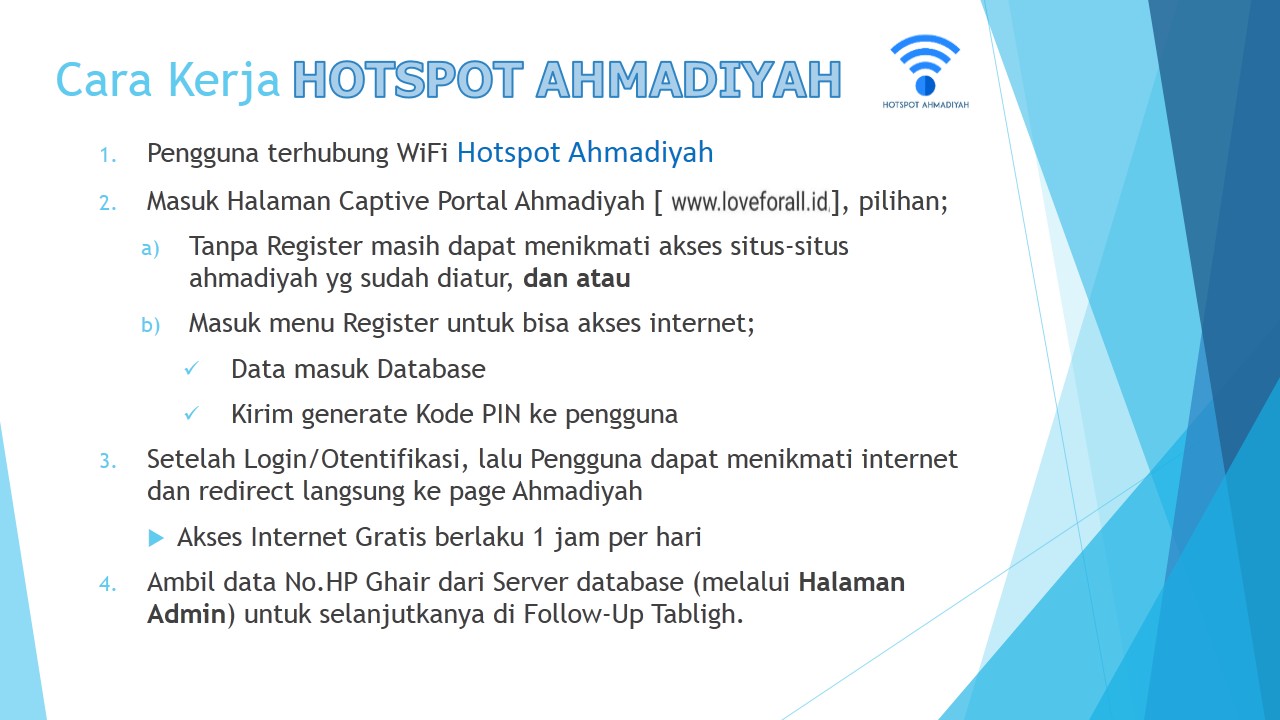 Cara Kerja HOTSPOT AHMADIYAH
HOTSPOT AHMADIYAH
1. Pengguna terhubung WiFi Hotspot Ahmadiyah
2. Masuk Halaman Captive Portal Ahmadiyah [ www.loveforall.id ], pilihan;
a) Tanpa Register masih dapat menikmati akses situs-situs
ahmadiyah yg sudah diatur, dan atau
b) Masuk menu Register untuk bisa akses internet;
✓ Data masuk Database
✓ Kirim generate Kode PIN ke pengguna
3. Setelah Login/Otentifikasi, lalu Pengguna dapat menikmati internet
dan redirect langsung ke page Ahmadiyah
▶ Akses Internet Gratis berlaku 1 jam per hari
4. Ambil data No.HP Ghair dari Server database (melalui Halaman
Admin) untuk selanjutkanya di Follow-Up Tabligh.